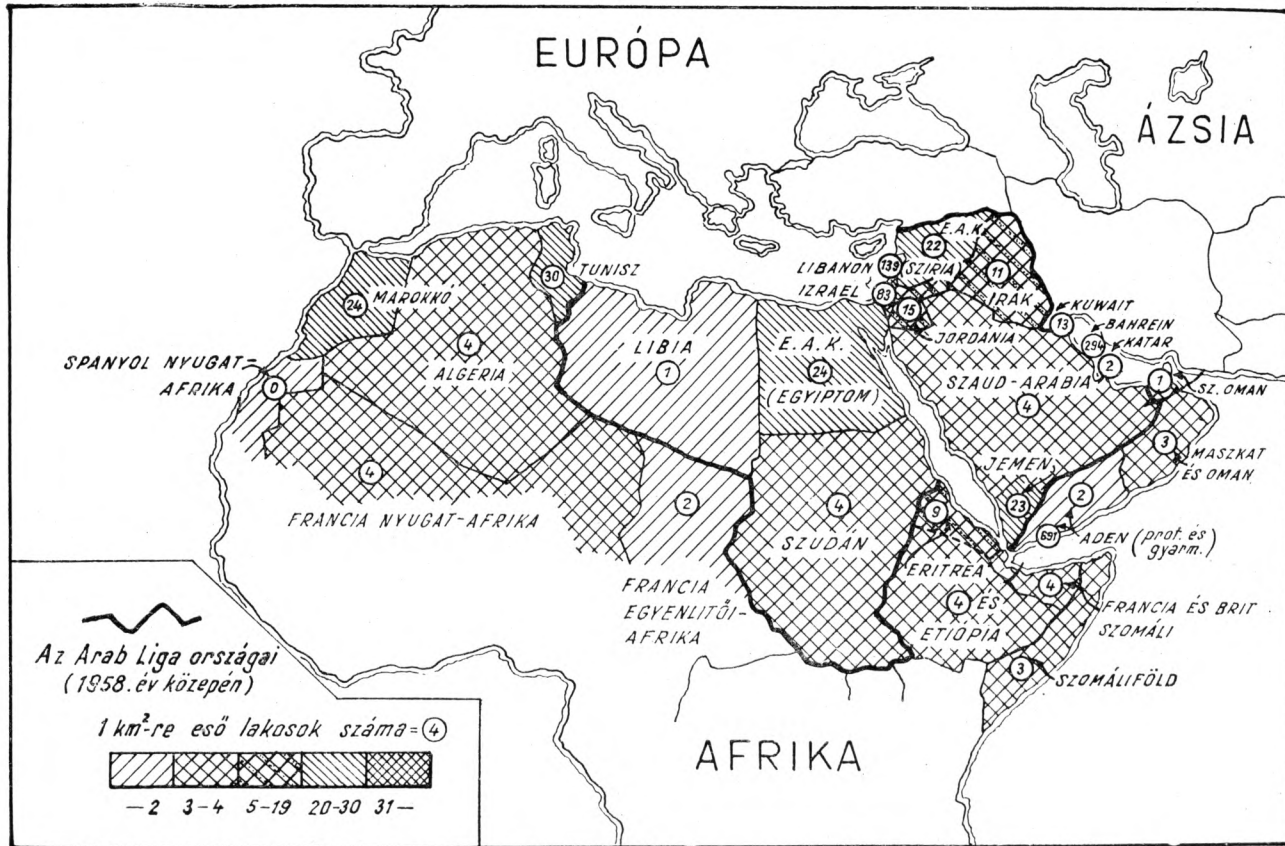 EURÓPA
ÁZSIA
E.A.K.
22
(SZIRIA)
139
LIBANON
IZRAEL
83
15
11
IRÁK
JORDÁNIA
KUWAIT
13
BAHREIN
294
KATAR
2
1
SZ. OMAN
30
TUNISZ
24
MAROKKÓ
SPANYOL NYUGAT-
AFRIKA
0
4
ALGERIA
LIBIA
1
E.A.K.
24
(EGYIPTOM)
SZAUD-ARÁBIA
4
3
MASZKAT
ÉS OMAN
JEMEN
23
2
691
ADEN (prot. és
gyarm.)
4
FRANCIA NYUGAT-AFRIKA
2
FRANCIA
EGYENLITŐI-
AFRIKA
4
SZUDÁN
9
ERITREA
4 ÉS
ETIOPIA
4
FRANCIA ÉS BRIT
SZOMÁLI
3
SZOMÁLIFÖLD
AFRIKA
Az Arab Liga országai
(1958. év közepén)
1 km²-re eső lakosok száma = 4
—2 3-4 5-19 20-30 31—